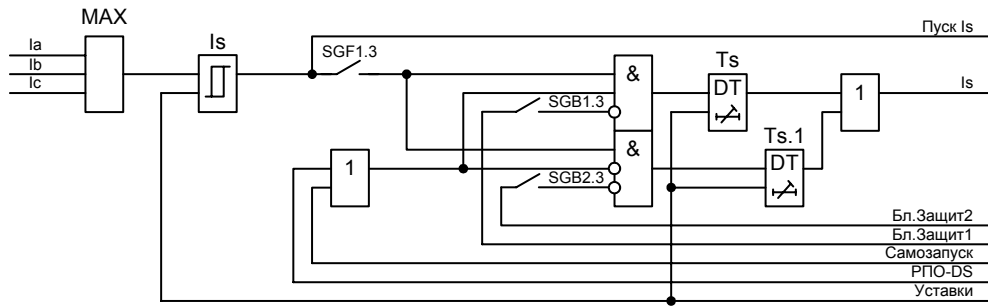 MAX
Is
Ia
Ib
Ic
SGF1.3
Пуск Is
&
Ts
DT
SGB1.3
Is
1
&
Ts.1
DT
1
SGB2.3
Бл.Защит2
Бл.Защит1
Самозапуск
РПО-DS
Уставки